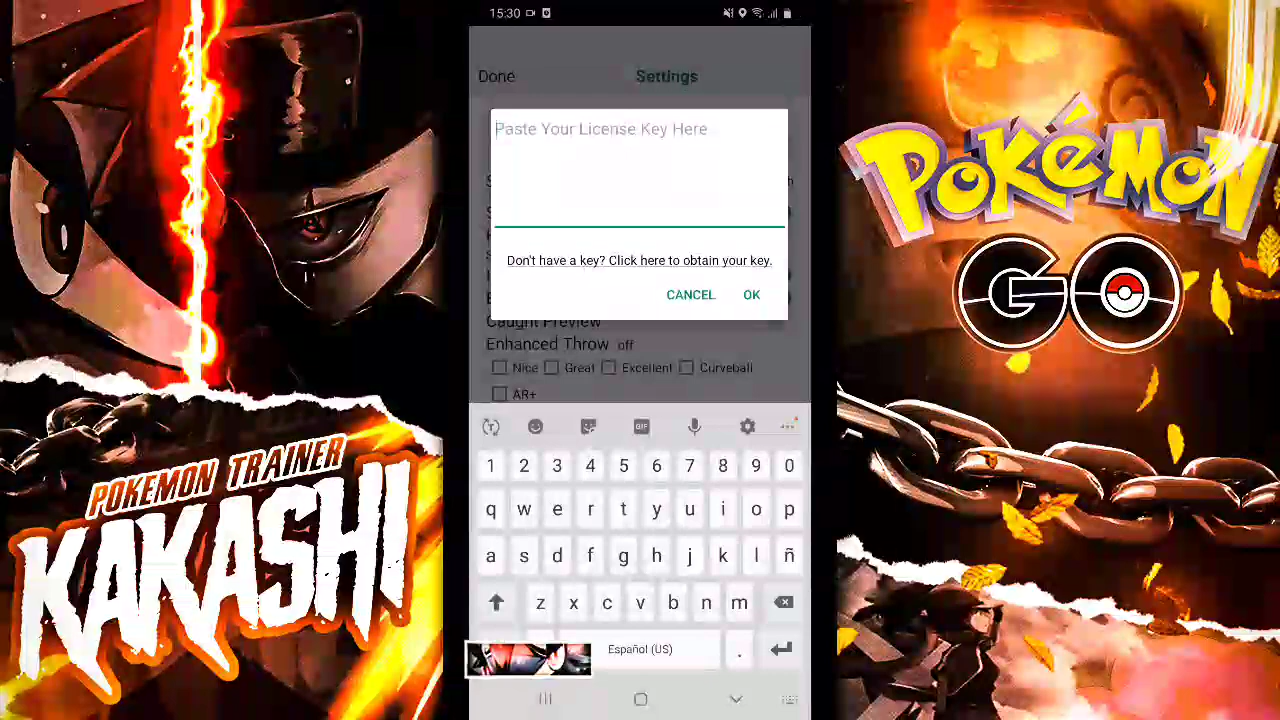 15:30
Done
Settings
Paste Your License Key Here
Don't have a key? Click here to obtain your key.
CANCEL
OK
Caught Preview
Enhanced Throw off
Nice
Great
Excellent
Curveball
AR+
GIF
1 2 3 4 5 6 7 8 9 0
q w e r t y u i o p
a s d f g h j k l ñ
z x c v b n m
Español (US)
.
POKEMON TRAINER
KAKASHI
POKéMON
GO